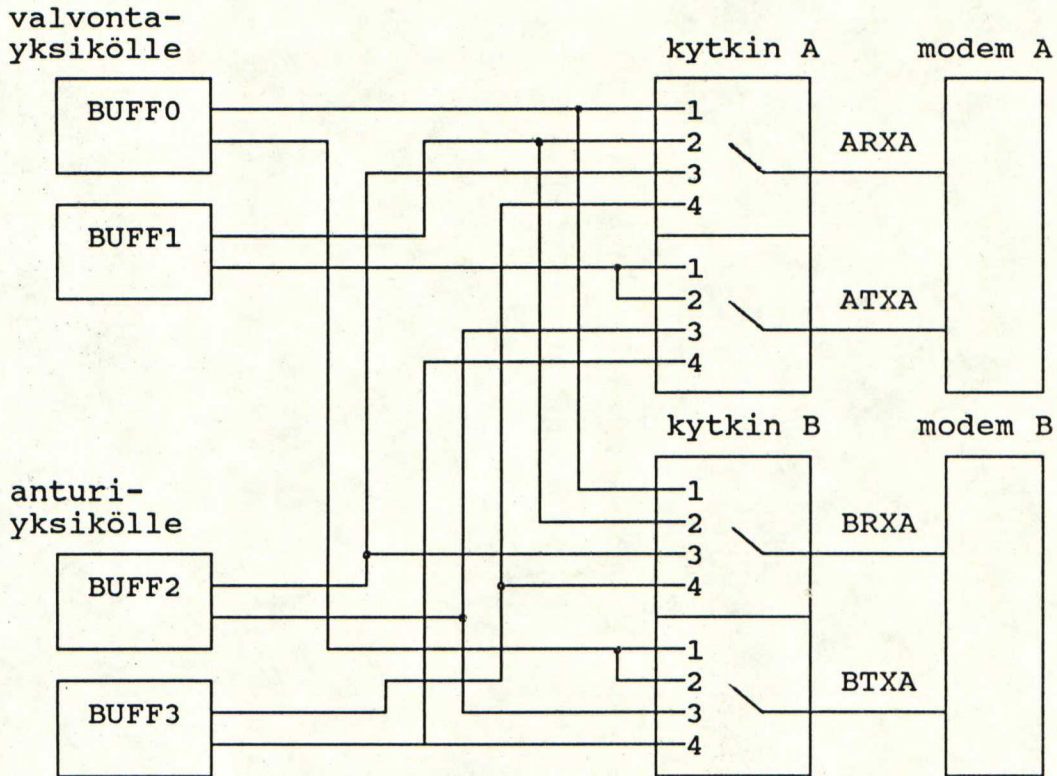 valvonta-
yksikölle
kytkin A
modem A
BUFF0
1
2
ARXA
3
4
BUFF1
1
2
ATXA
3
4
kytkin B
modem B
anturi-
yksikölle
1
2
BRXA
3
BUFF2
4
1
2
BTXA
BUFF3
3
4